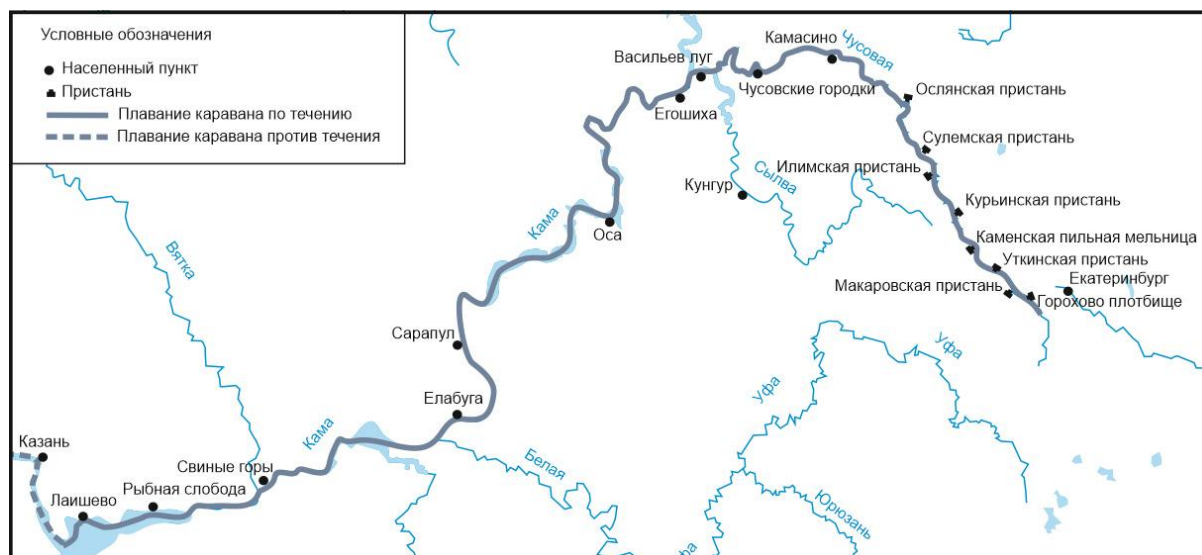 Условные обозначения
Населенный пункт
Пристань
Плавание каравана по течению
Плавание каравана против течения
Васильев луг
Камасино
Чусовая
Чусовские городки
Ослянская пристань
Егошиха
Сулемская пристань
Илимская пристань
Сылва
Кунгур
Курьинская пристань
Кама
Оса
Каменская пильная мельница
Вятка
Уткинская пристань
Екатеринбург
Макаровская пристань
Горохово плотбище
Сарапул
Уфа
Уфа
Елабуга
Кама
Казань
Свиные горы
Белая
Рыбная слобода
Лаишево
Юрюзань
Уфа